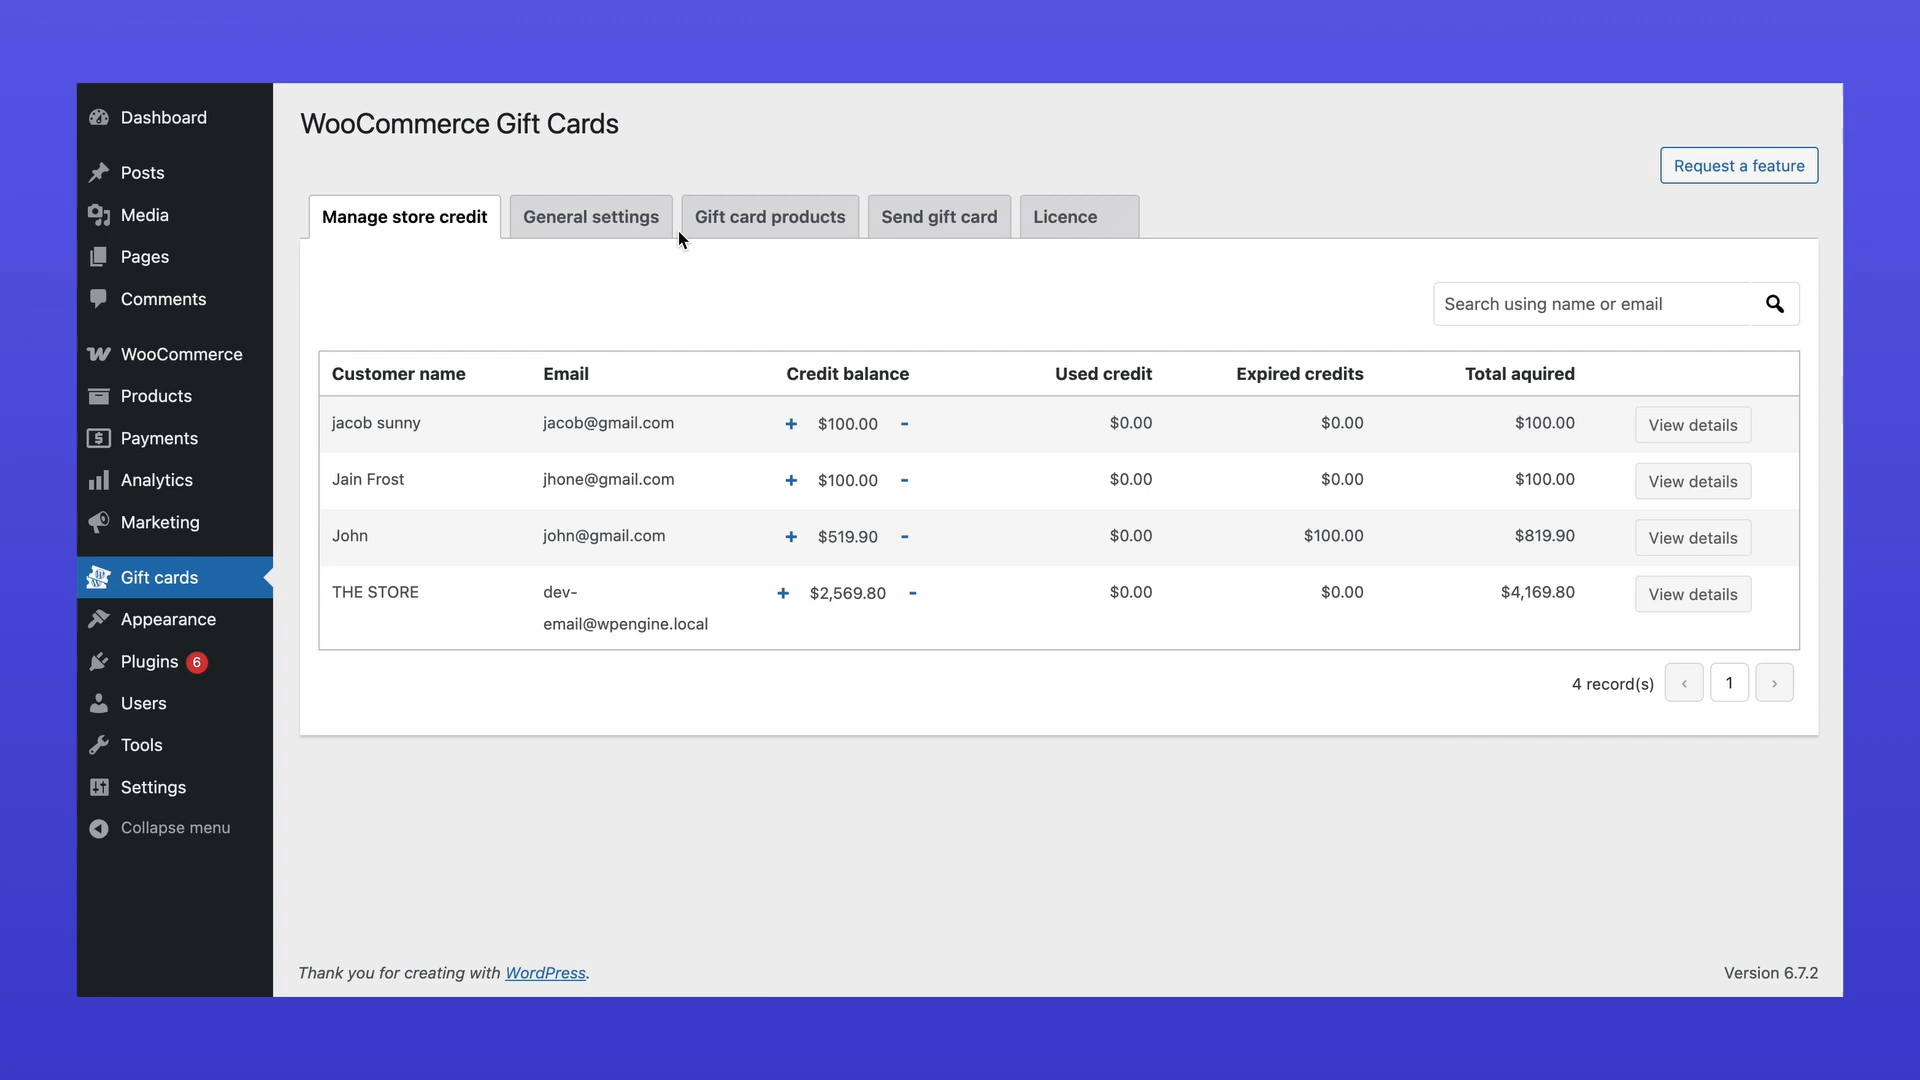 Dashboard
Posts
Media
Pages
Comments
WooCommerce
Products
Payments
Analytics
Marketing
Gift cards
Appearance
Plugins 6
Users
Tools
Settings
Collapse menu
WooCommerce Gift Cards
Request a feature
Manage store credit General settings Gift card products Send gift card Licence
Search using name or email
Customer name Email Credit balance Used credit Expired credits Total aquired
jacob sunny jacob@gmail.com + $100.00 - $0.00 $0.00 $100.00 View details
Jain Frost jhone@gmail.com + $100.00 - $0.00 $0.00 $100.00 View details
John john@gmail.com + $519.90 - $0.00 $100.00 $819.90 View details
THE STORE dev- + $2,569.80 - $0.00 $0.00 $4,169.80 View details
email@wpengine.local
4 record(s) ‹ 1 ›
Thank you for creating with WordPress. Version 6.7.2